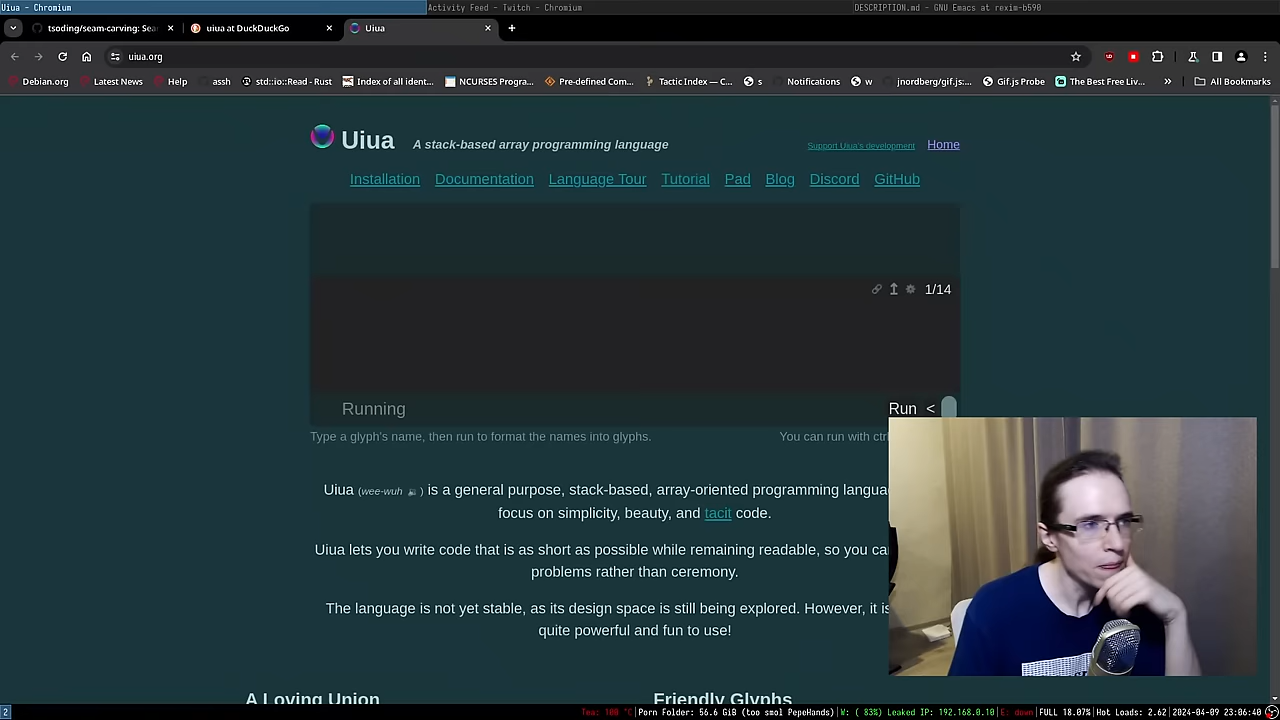 Uiua - Chromium
Activity Feed - Twitch - Chromium
DESCRIPTION.md - GNU Emacs at rexim-b590
tsoding/seam-carving: Sea
uiua at DuckDuckGo
Uiua
uiua.org
Debian.org
Latest News
Help
assh
std::io::Read - Rust
Index of all ident...
NCURSES Progra...
Pre-defined Com...
Tactic Index — C...
s
Notifications
w
jnordberg/gif.js:...
Gif.js Probe
The Best Free Liv...
»
All Bookmarks
Uiua
A stack-based array programming language
Support Uiua's development
Home
Installation Documentation Language Tour Tutorial Pad Blog Discord GitHub
1/14
Running
Run <
Type a glyph's name, then run to format the names into glyphs.
You can run with ctrl
Uiua (wee-wuh 🔉 ) is a general purpose, stack-based, array-oriented programming langua
focus on simplicity, beauty, and tacit code.
Uiua lets you write code that is as short as possible while remaining readable, so you ca
problems rather than ceremony.
The language is not yet stable, as its design space is still being explored. However, it is
quite powerful and fun to use!
A Loving Union
Friendly Glyphs
2
Tea: 100 °C|Porn Folder: 56.6 GiB (too smol PepeHands)|W: ( 83%) Leaked IP: 192.168.0.10|E: down|FULL 18.07%|Hot Loads: 2.62|2024-04-09 23:06:40